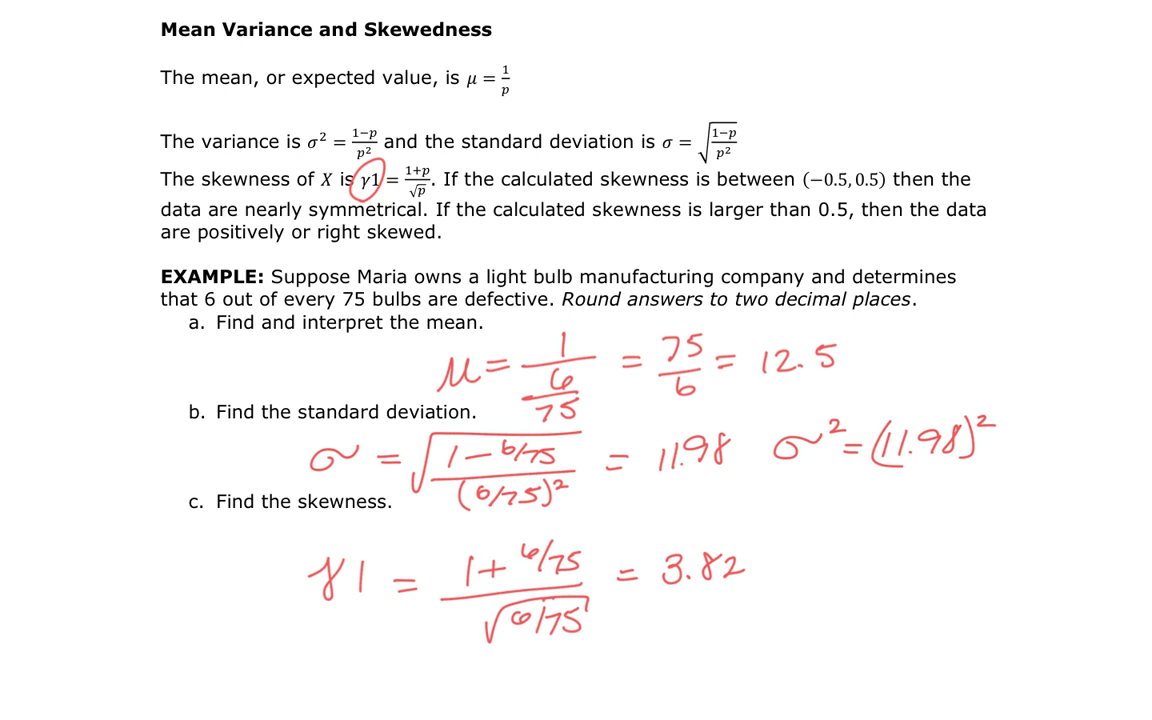 Mean Variance and Skewedness
The mean, or expected value, is μ = 1/p
The variance is σ² = (1−p)/p² and the standard deviation is σ = √((1−p)/p²)
The skewness of X is γ1 = (1+p)/√p. If the calculated skewness is between (−0.5, 0.5) then the
data are nearly symmetrical. If the calculated skewness is larger than 0.5, then the data
are positively or right skewed.
EXAMPLE: Suppose Maria owns a light bulb manufacturing company and determines
that 6 out of every 75 bulbs are defective. Round answers to two decimal places.
a. Find and interpret the mean.
μ = 1/(6/75) = 75/6 = 12.5
b. Find the standard deviation.
σ = √((1 − 6/75)/(6/75)²) = 11.98 σ² = (11.98)²
c. Find the skewness.
γ1 = (1 + 6/75)/√(6/75) = 3.82